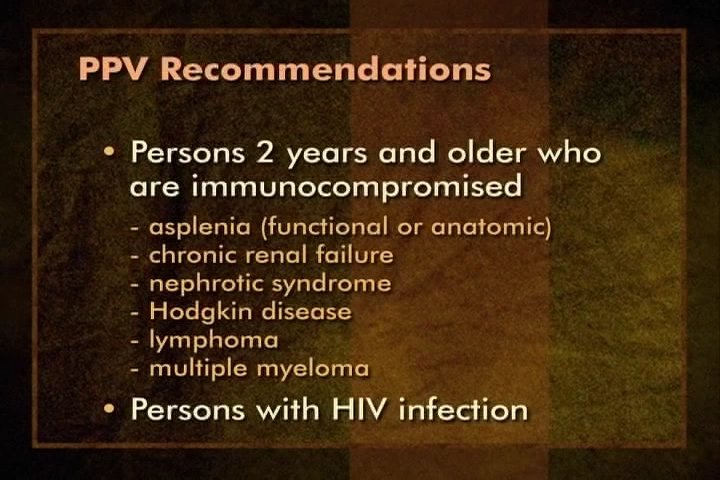 PPV Recommendations
• Persons 2 years and older who
are immunocompromised
- asplenia (functional or anatomic)
- chronic renal failure
- nephrotic syndrome
- Hodgkin disease
- lymphoma
- multiple myeloma
• Persons with HIV infection